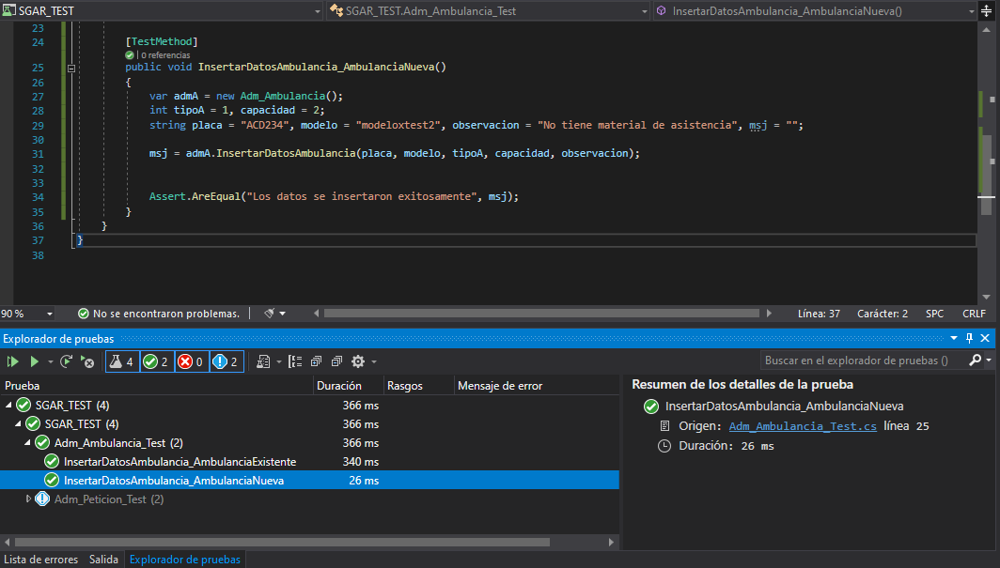 SGAR_TEST
SGAR_TEST.Adm_Ambulancia_Test
InsertarDatosAmbulancia_AmbulanciaNueva()
23
24 [TestMethod]
| 0 referencias
25 public void InsertarDatosAmbulancia_AmbulanciaNueva()
26 {
27 var admA = new Adm_Ambulancia();
28 int tipoA = 1, capacidad = 2;
29 string placa = "ACD234", modelo = "modeloxtest2", observacion = "No tiene material de asistencia", msj = "";
30
31 msj = admA.InsertarDatosAmbulancia(placa, modelo, tipoA, capacidad, observacion);
32
33
34 Assert.AreEqual("Los datos se insertaron exitosamente", msj);
35 }
36 }
37 }
38
90 % No se encontraron problemas. Línea: 37 Carácter: 2 SPC CRLF
Explorador de pruebas
4 2 0 2 Buscar en el explorador de pruebas ()
Prueba Duración Rasgos Mensaje de error
SGAR_TEST (4) 366 ms
SGAR_TEST (4) 366 ms
Adm_Ambulancia_Test (2) 366 ms
InsertarDatosAmbulancia_AmbulanciaExistente 340 ms
InsertarDatosAmbulancia_AmbulanciaNueva 26 ms
Adm_Peticion_Test (2)
Resumen de los detalles de la prueba
InsertarDatosAmbulancia_AmbulanciaNueva
Origen: Adm_Ambulancia_Test.cs línea 25
Duración: 26 ms
Lista de errores Salida Explorador de pruebas